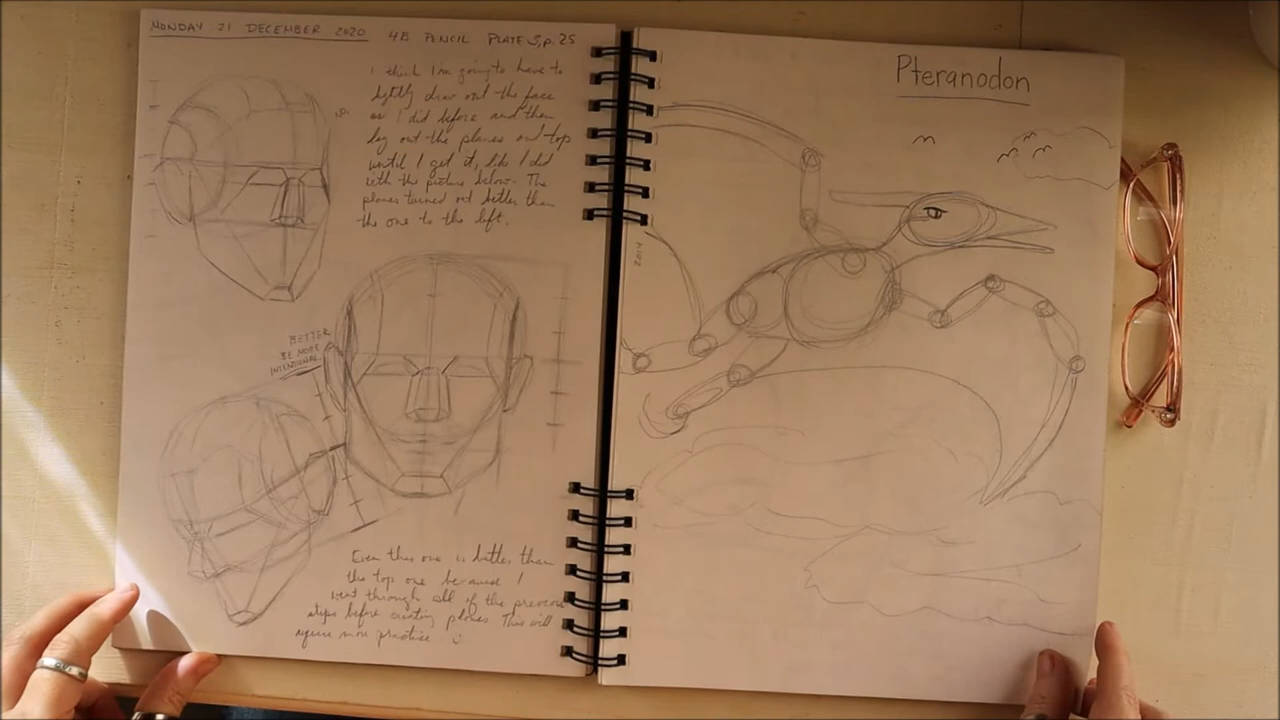 MONDAY 21 DECEMBER 2020 4B PENCIL PLATE 3, p. 25
I think I'm going to have to
lightly draw out the face
as I did before and then
lay out the planes on top
until I get it, like I did
with the picture below. The
planes turned out better than
the one to the left.
BETTER
BE MORE
INTENTIONAL.
Even this one is better than
the top one because I
went through all of the previous
steps before creating planes. This will
require more practice
Pteranodon